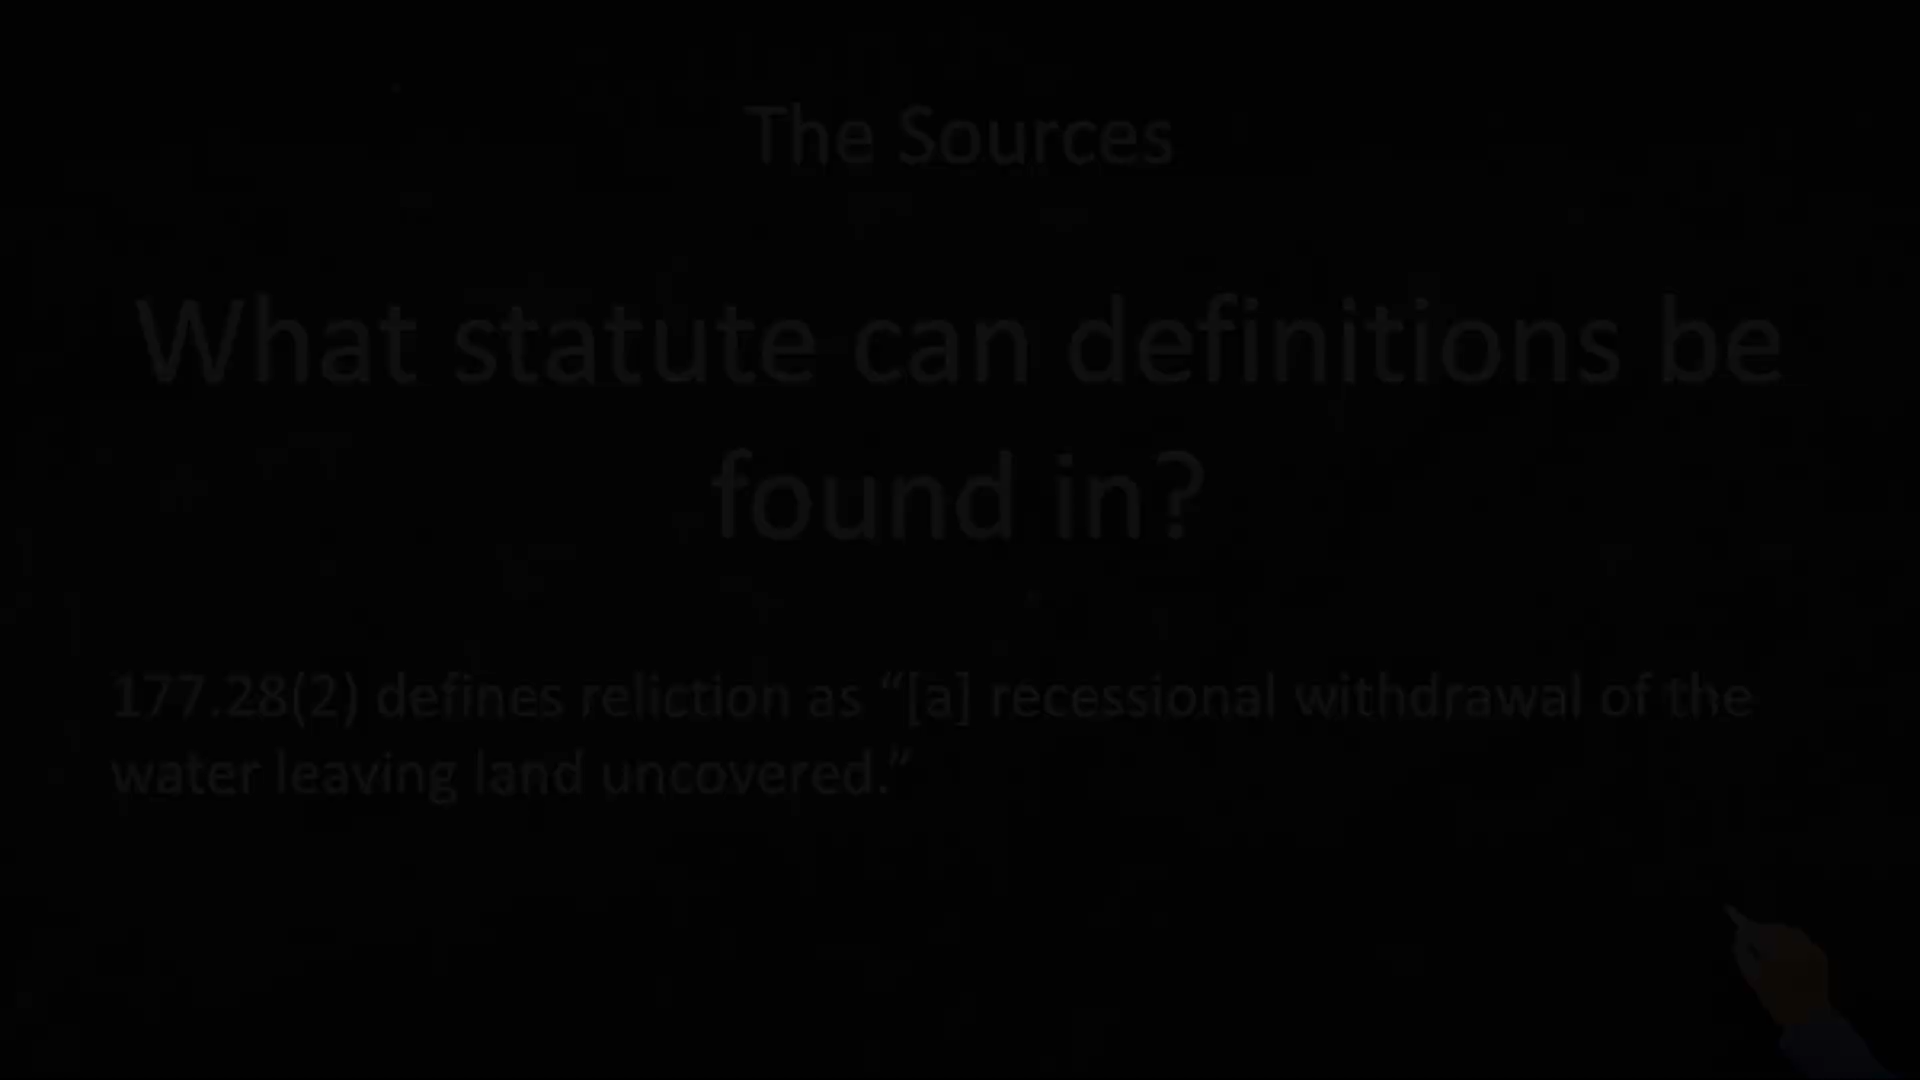 The Sources
What statute can definitions be
found in?
177.28(2) defines reliction as “[a] recessional withdrawal of the
water leaving land uncovered.”